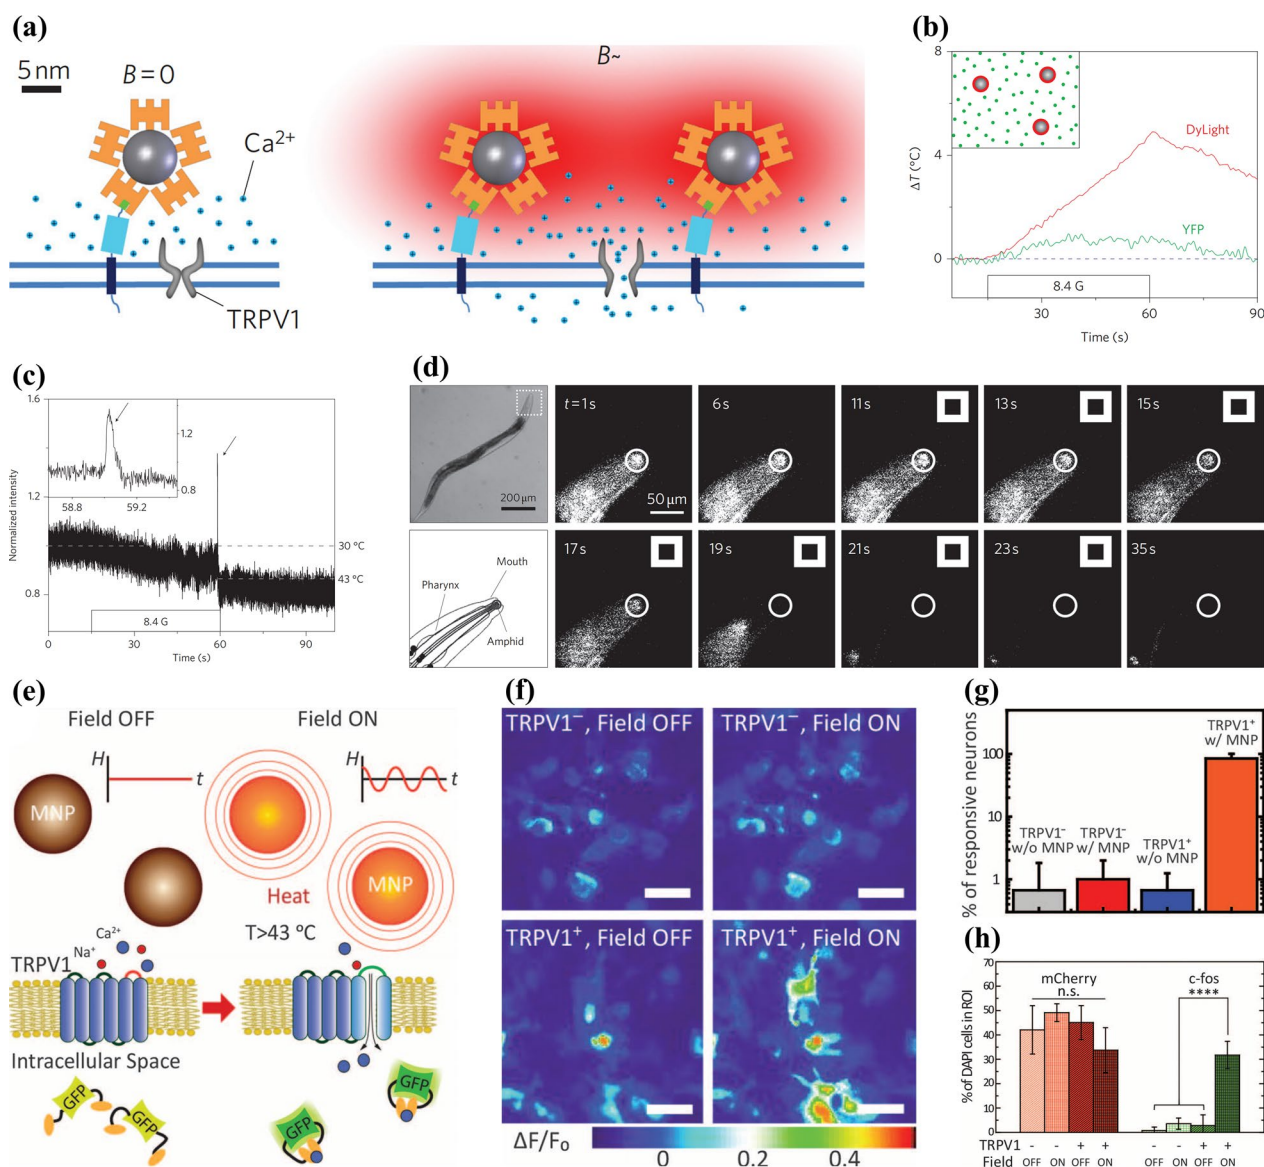 (a)
5 nm
B = 0
B~
Ca²⁺
TRPV1
(b)
8
4
0
ΔT (°C)
DyLight
YFP
8.4 G
30
60
90
Time (s)
(c)
1.6
1.2
0.8
Normalized intensity
1.2
0.8
58.8
59.2
30 °C
43 °C
8.4 G
0
20
40
60
80
Time (s)
(d)
200 µm
t = 1 s
50 µm
6 s
11 s
13 s
15 s
Mouth
Pharynx
Amphid
17 s
19 s
21 s
23 s
35 s
(e)
Field OFF
Field ON
H
t
H
t
MNP
MNP
Heat
T>43 ºC
Ca²⁺
Na⁺
TRPV1
Intracellular Space
GFP
GFP
GFP
GFP
(f)
TRPV1⁻, Field OFF
TRPV1⁻, Field ON
TRPV1⁺, Field OFF
TRPV1⁺, Field ON
ΔF/F₀
0
0.2
0.4
(g)
% of responsive neurons
100
10
1
TRPV1⁻
w/o MNP
TRPV1⁻
w/ MNP
TRPV1⁺
w/o MNP
TRPV1⁺
w/ MNP
(h)
% of DAPI cells in ROI
70
60
50
40
30
20
10
0
mCherry
n.s.
c-fos
****
TRPV1 - - + + - - + +
Field OFF ON OFF ON OFF ON OFF ON